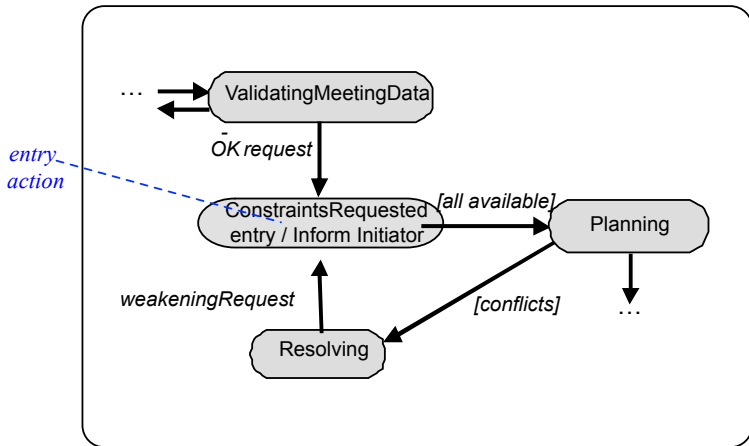 …
ValidatingMeetingData
OK request
entry
action
ConstraintsRequested
entry / Inform Initiator
[all available]
Planning
weakeningRequest
[conflicts]
…
Resolving